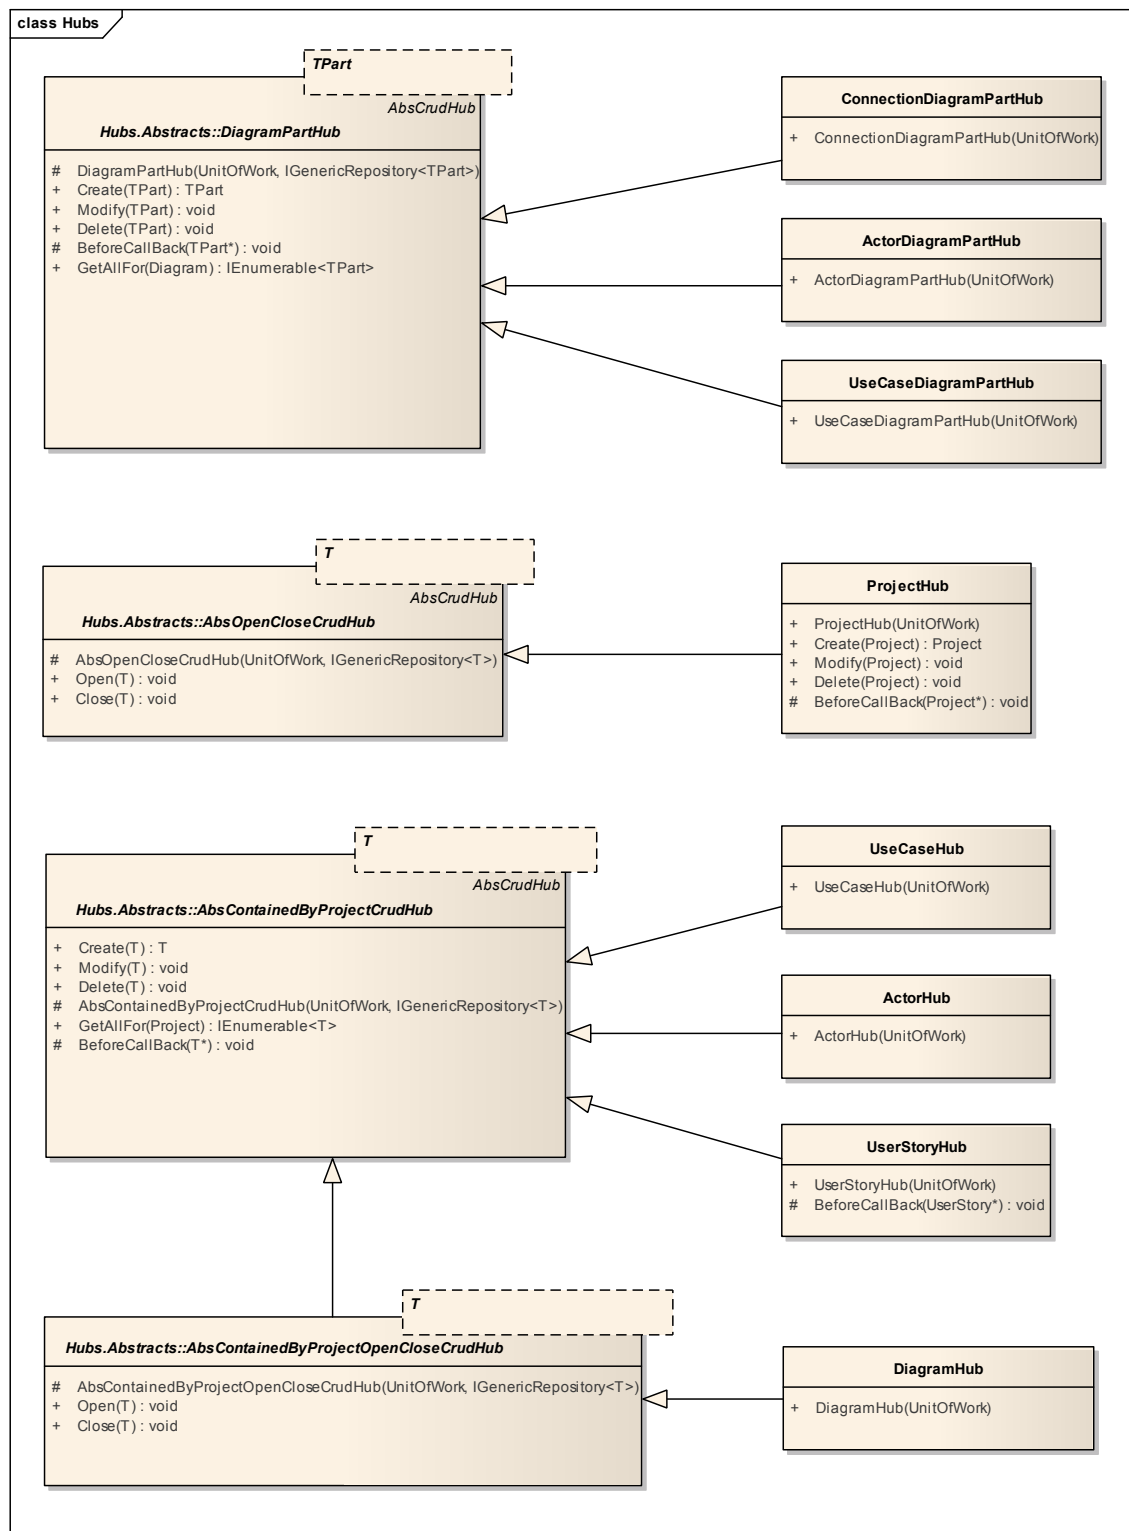 class Hubs
TPart
AbsCrudHub
Hubs.Abstracts::DiagramPartHub
# DiagramPartHub(UnitOfWork, IGenericRepository<TPart>)
+ Create(TPart) : TPart
+ Modify(TPart) : void
+ Delete(TPart) : void
# BeforeCallBack(TPart*) : void
+ GetAllFor(Diagram) : IEnumerable<TPart>
ConnectionDiagramPartHub
+ ConnectionDiagramPartHub(UnitOfWork)
ActorDiagramPartHub
+ ActorDiagramPartHub(UnitOfWork)
UseCaseDiagramPartHub
+ UseCaseDiagramPartHub(UnitOfWork)
T
AbsCrudHub
Hubs.Abstracts::AbsOpenCloseCrudHub
# AbsOpenCloseCrudHub(UnitOfWork, IGenericRepository<T>)
+ Open(T) : void
+ Close(T) : void
ProjectHub
+ ProjectHub(UnitOfWork)
+ Create(Project) : Project
+ Modify(Project) : void
+ Delete(Project) : void
# BeforeCallBack(Project*) : void
T
AbsCrudHub
Hubs.Abstracts::AbsContainedByProjectCrudHub
+ Create(T) : T
+ Modify(T) : void
+ Delete(T) : void
# AbsContainedByProjectCrudHub(UnitOfWork, IGenericRepository<T>)
+ GetAllFor(Project) : IEnumerable<T>
# BeforeCallBack(T*) : void
UseCaseHub
+ UseCaseHub(UnitOfWork)
ActorHub
+ ActorHub(UnitOfWork)
UserStoryHub
+ UserStoryHub(UnitOfWork)
# BeforeCallBack(UserStory*) : void
T
Hubs.Abstracts::AbsContainedByProjectOpenCloseCrudHub
# AbsContainedByProjectOpenCloseCrudHub(UnitOfWork, IGenericRepository<T>)
+ Open(T) : void
+ Close(T) : void
DiagramHub
+ DiagramHub(UnitOfWork)